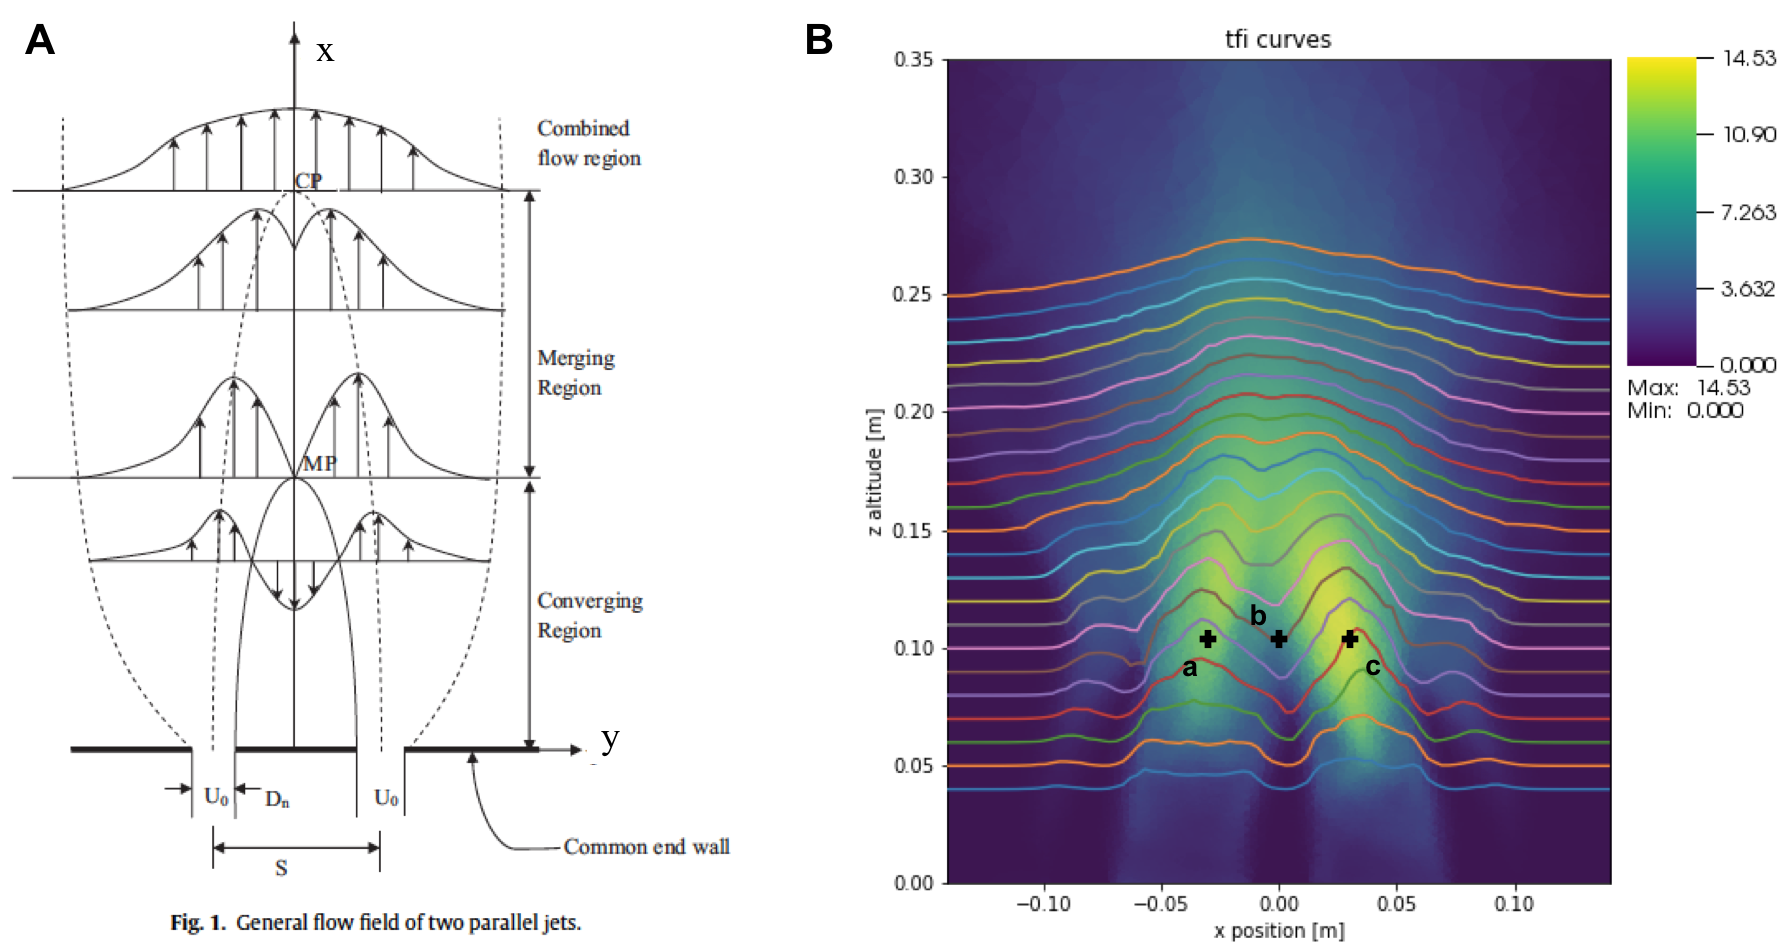 A
x
Combined
flow region
CP
Merging
Region
MP
Converging
Region
y
U₀
Dₙ
U₀
S
Common end wall
Fig. 1. General flow field of two parallel jets.
B
tfi curves
0.35
0.30
0.25
0.20
0.15
0.10
0.05
0.00
z altitude [m]
a
b
c
−0.10
−0.05
0.00
0.05
0.10
x position [m]
14.53
10.90
7.263
3.632
0.000
Max: 14.53
Min: 0.000